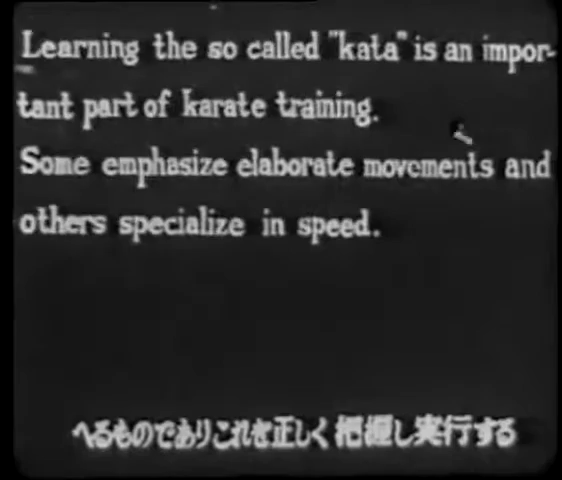 Learning the so called "kata" is an impor-
tant part of karate training.
Some emphasize elaborate movements and
others specialize in speed.
へるものでありこれを正しく把握し実行する